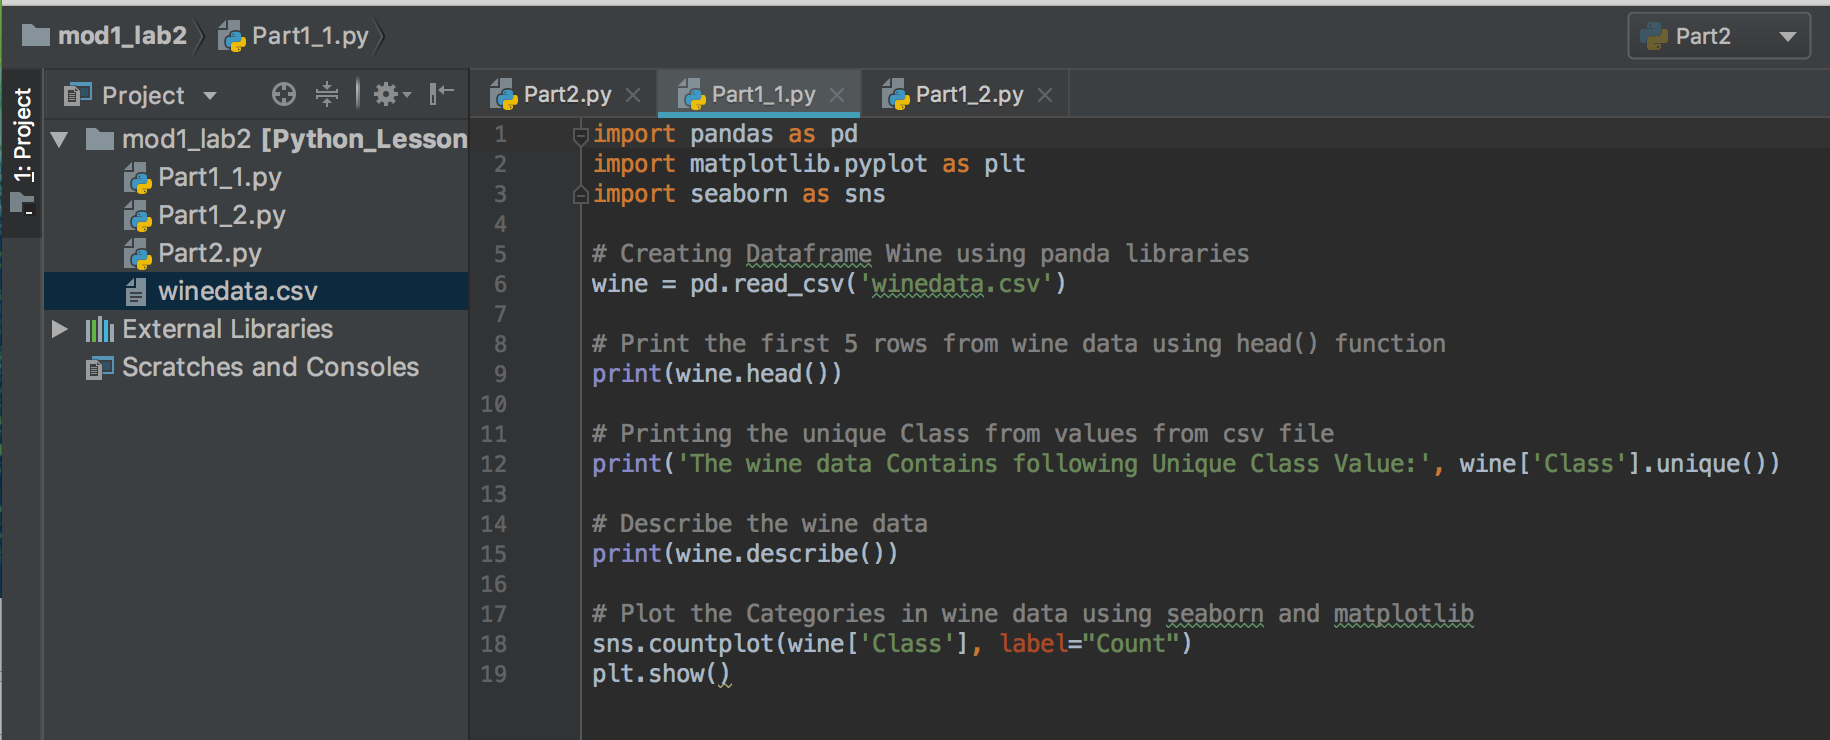 mod1_lab2 Part1_1.py Part2
1: Project
Project
mod1_lab2 [Python_Lesson
Part1_1.py
Part1_2.py
Part2.py
winedata.csv
External Libraries
Scratches and Consoles
Part2.py Part1_1.py Part1_2.py
1 import pandas as pd
2 import matplotlib.pyplot as plt
3 import seaborn as sns
4
5 # Creating Dataframe Wine using panda libraries
6 wine = pd.read_csv('winedata.csv')
7
8 # Print the first 5 rows from wine data using head() function
9 print(wine.head())
10
11 # Printing the unique Class from values from csv file
12 print('The wine data Contains following Unique Class Value:', wine['Class'].unique())
13
14 # Describe the wine data
15 print(wine.describe())
16
17 # Plot the Categories in wine data using seaborn and matplotlib
18 sns.countplot(wine['Class'], label="Count")
19 plt.show()